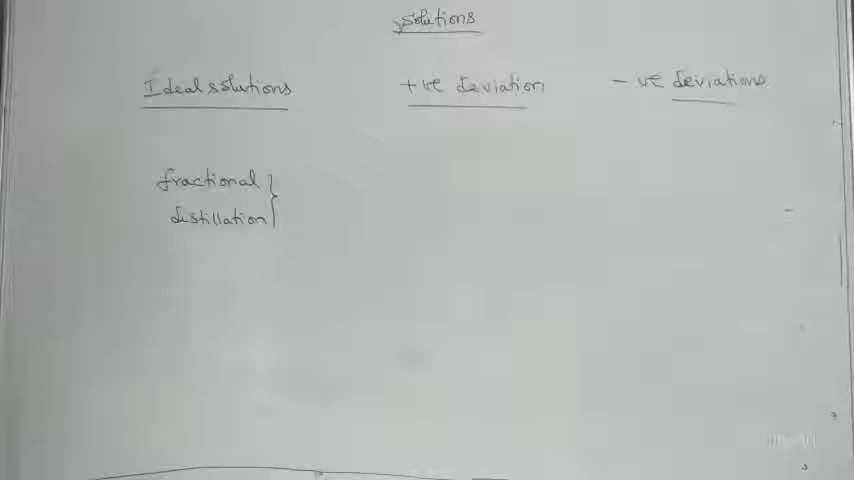 Solutions
Ideal solutions
+ve deviation
- ve deviations
fractional
distillation